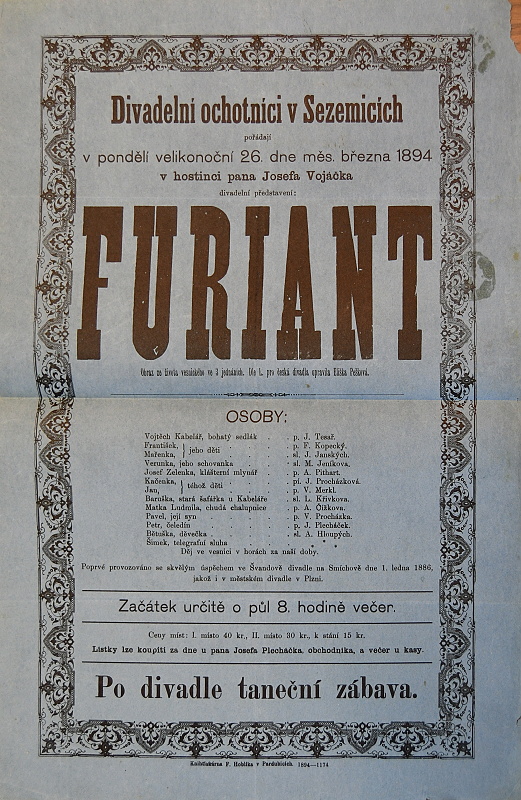 Divadelní ochotníci v Sezemicích
pořádají
v pondělí velikonoční 26. dne měs. března 1894
v hostinci pana Josefa Vojáčka
divadelní představení:
FURIANT
Obraz ze života vesnického ve 3 jednáních. Dle L. pro česká divadla upravila Eliška Pešková.
OSOBY:
Vojtěch Kabelář, bohatý sedlák . . p. J. Tesař.
František, } jeho děti . . . p. F. Kopecký.
Mařenka, . . . sl. J. Janských.
Verunka, jeho schovanka . . . sl. M. Jeníkova.
Josef Zelenka, klášterní mlynář . . p. A. Pithart.
Kačenka, } téhož děti . . . pí. J. Procházková.
Jan, . . . p. V. Merkl.
Baruška, stará šafářka u Kabeláře . sl. L. Křivkova.
Matka Ludmila, chudá chalupnice . p. A. Čížkova.
Pavel, její syn . . . . p. V. Procházka.
Petr, čeledín . . . . p. J. Plecháček.
Bětuška, děvečka . . . . sl. A. Hloupých.
Šimek, telegrafní sluha . . .
Děj ve vesnici v horách za naší doby.
Poprvé provozováno se skvělým úspěchem ve Švandově divadle na Smíchově dne 1. ledna 1886,
jakož i v městském divadle v Plzni.
Začátek určitě o půl 8. hodině večer.
Ceny míst: I. místo 40 kr., II. místo 30 kr., k stání 15 kr.
Lístky lze koupiti za dne u pana Josefa Plecháčka, obchodníka, a večer u kasy.
Po divadle taneční zábava.
Knihtiskárna F. Hoblíka v Pardubicích. 1894—1174